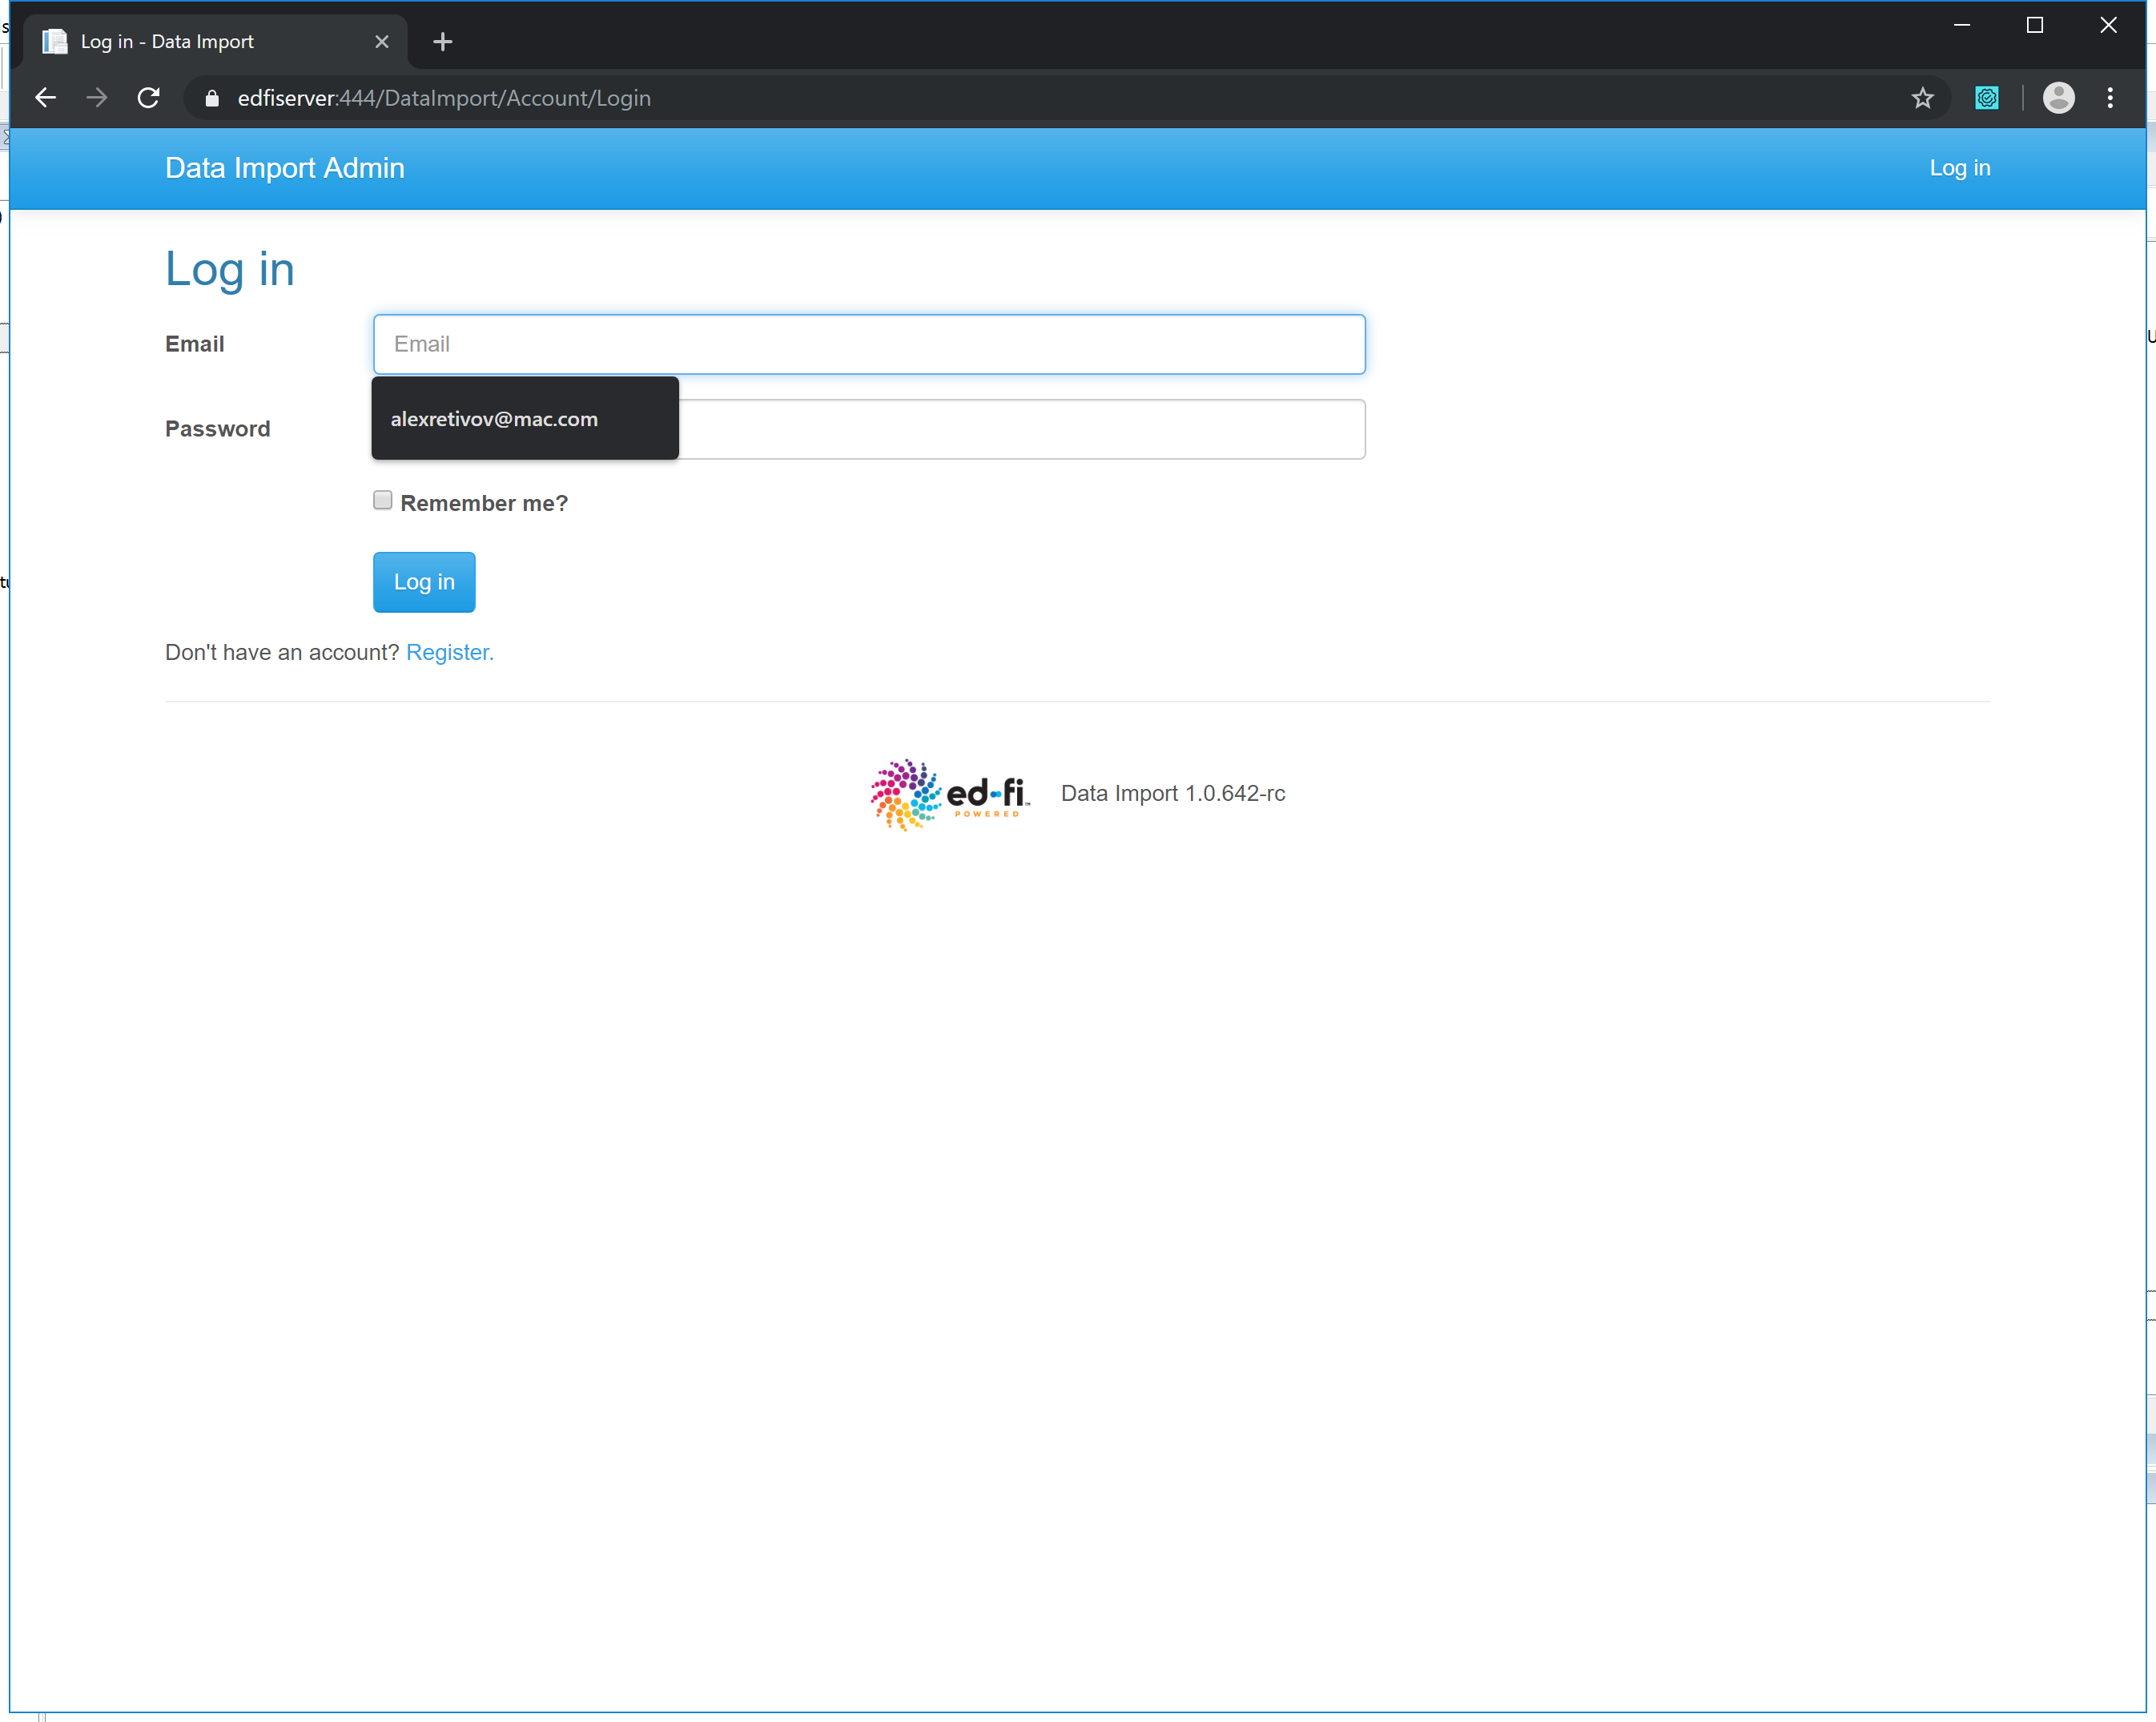 Log in - Data Import
edfiserver:444/DataImport/Account/Login
Data Import Admin
Log in
Log in
Email
Email
alexretivov@mac.com
Password
Remember me?
Log in
Don't have an account? Register.
ed-fi
POWERED
Data Import 1.0.642-rc